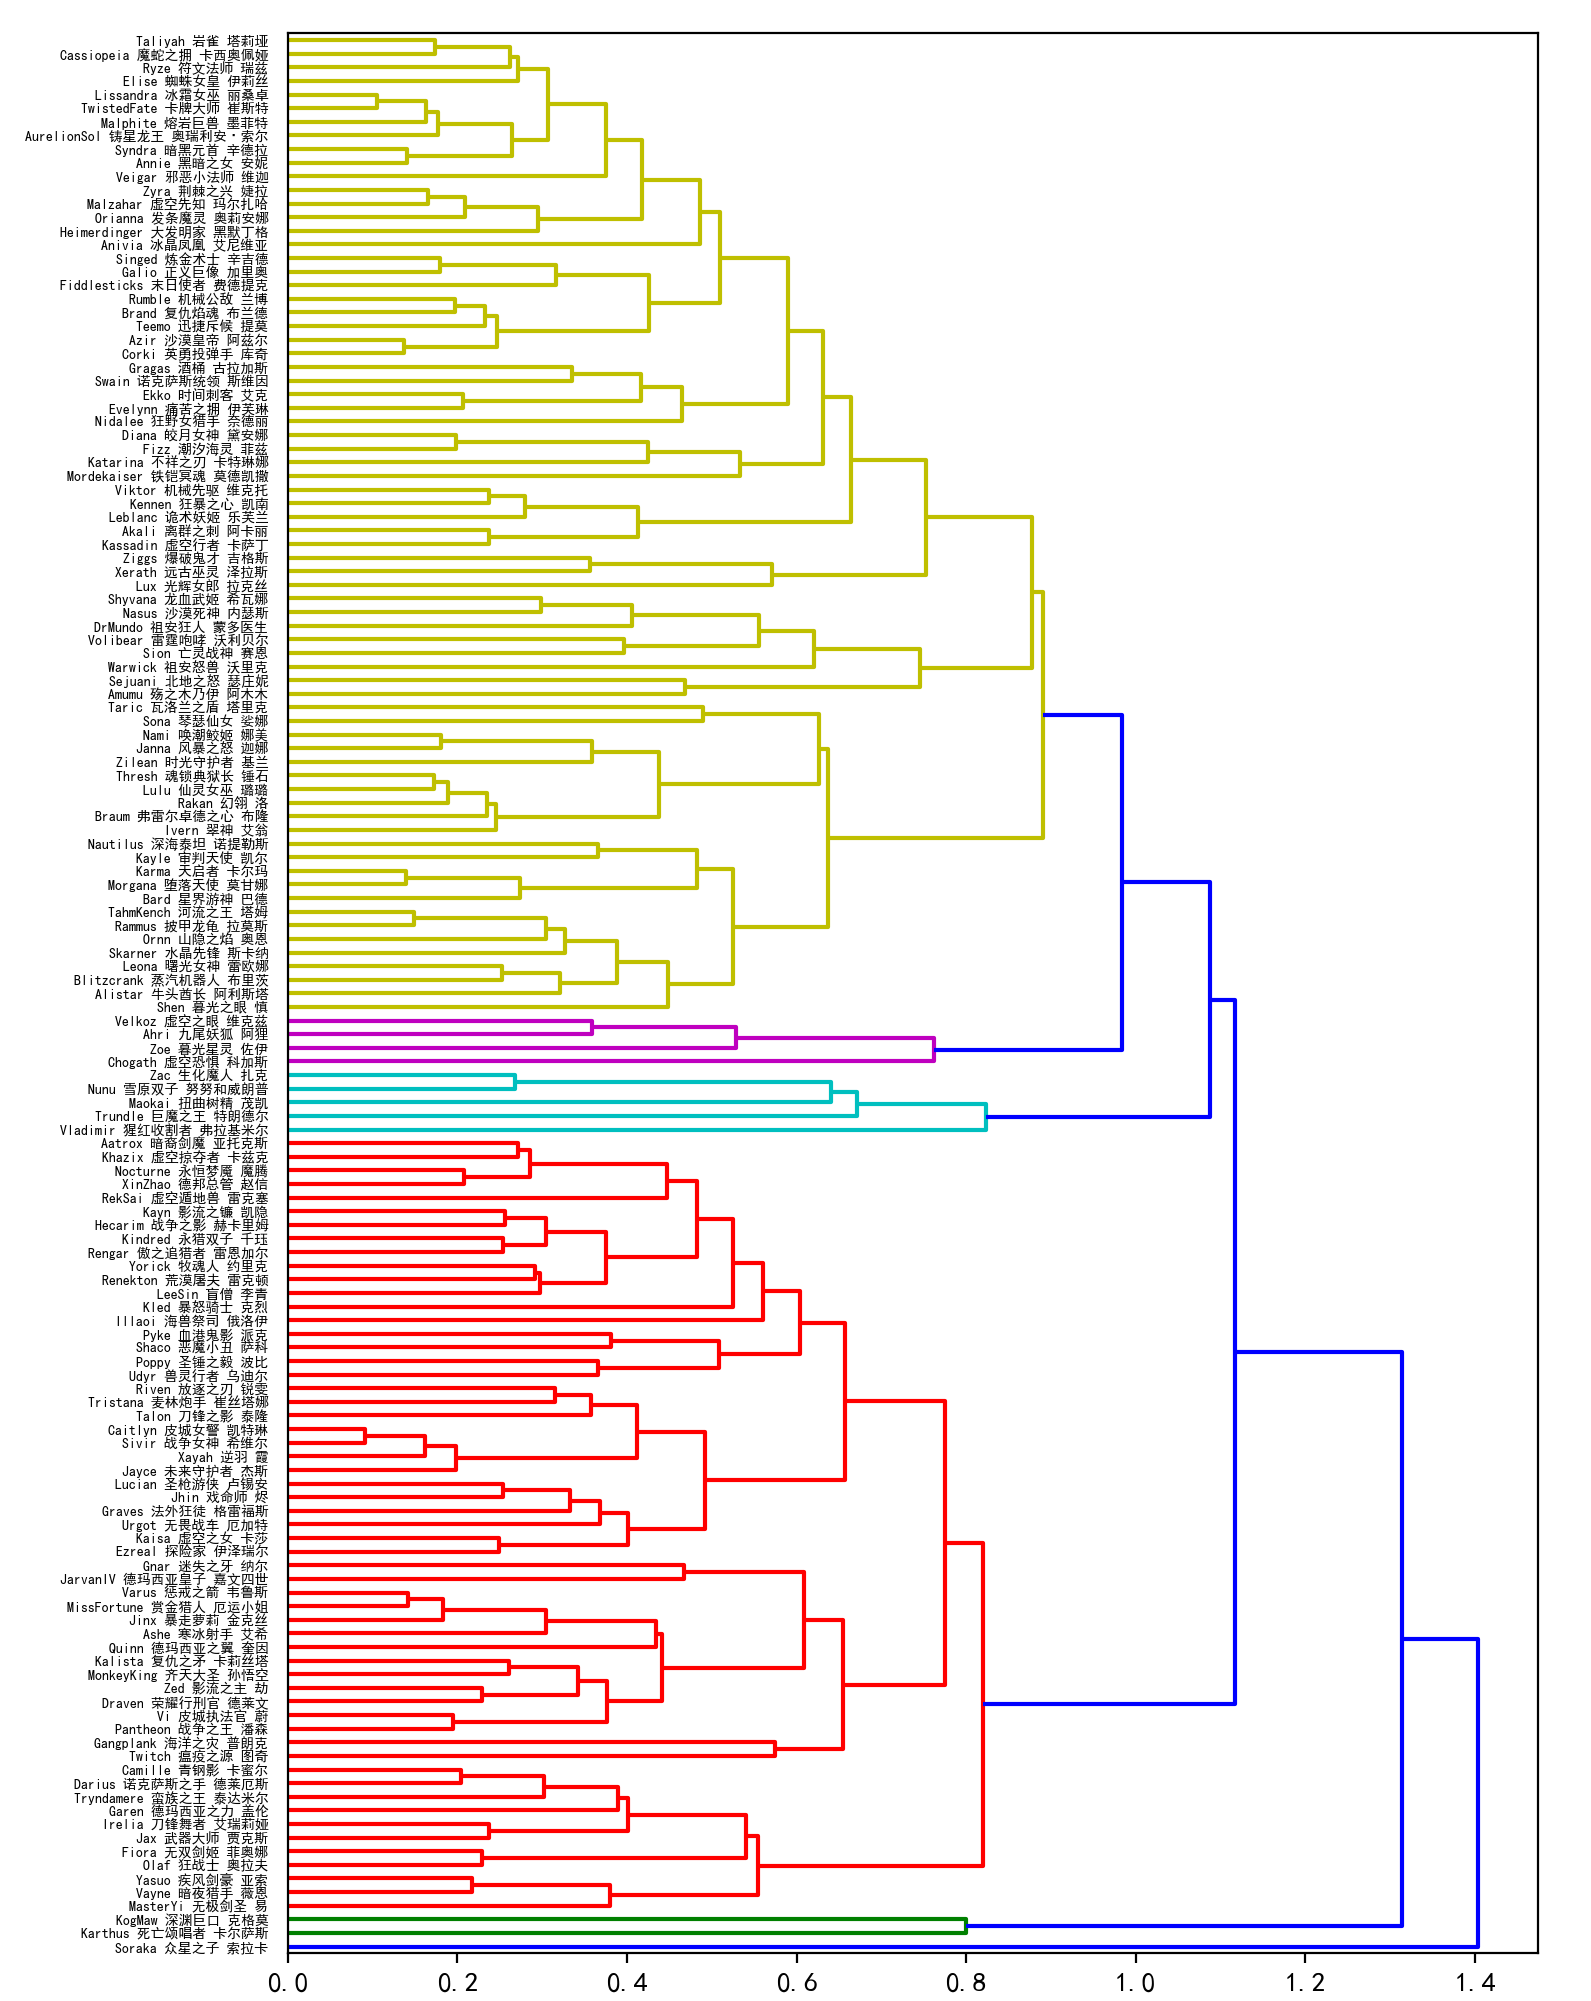 Taliyah 岩雀 塔莉垭
Cassiopeia 魔蛇之拥 卡西奥佩娅
Ryze 符文法师 瑞兹
Elise 蜘蛛女皇 伊莉丝
Lissandra 冰霜女巫 丽桑卓
TwistedFate 卡牌大师 崔斯特
Malphite 熔岩巨兽 墨菲特
AurelionSol 铸星龙王 奥瑞利安·索尔
Syndra 暗黑元首 辛德拉
Annie 黑暗之女 安妮
Veigar 邪恶小法师 维迦
Zyra 荆棘之兴 婕拉
Malzahar 虚空先知 玛尔扎哈
Orianna 发条魔灵 奥莉安娜
Heimerdinger 大发明家 黑默丁格
Anivia 冰晶凤凰 艾尼维亚
Singed 炼金术士 辛吉德
Galio 正义巨像 加里奥
Fiddlesticks 末日使者 费德提克
Rumble 机械公敌 兰博
Brand 复仇焰魂 布兰德
Teemo 迅捷斥候 提莫
Azir 沙漠皇帝 阿兹尔
Corki 英勇投弹手 库奇
Gragas 酒桶 古拉加斯
Swain 诺克萨斯统领 斯维因
Ekko 时间刺客 艾克
Evelynn 痛苦之拥 伊芙琳
Nidalee 狂野女猎手 奈德丽
Diana 皎月女神 黛安娜
Fizz 潮汐海灵 菲兹
Katarina 不祥之刃 卡特琳娜
Mordekaiser 铁铠冥魂 莫德凯撒
Viktor 机械先驱 维克托
Kennen 狂暴之心 凯南
Leblanc 诡术妖姬 乐芙兰
Akali 离群之刺 阿卡丽
Kassadin 虚空行者 卡萨丁
Ziggs 爆破鬼才 吉格斯
Xerath 远古巫灵 泽拉斯
Lux 光辉女郎 拉克丝
Shyvana 龙血武姬 希瓦娜
Nasus 沙漠死神 内瑟斯
DrMundo 祖安狂人 蒙多医生
Volibear 雷霆咆哮 沃利贝尔
Sion 亡灵战神 赛恩
Warwick 祖安怒兽 沃里克
Sejuani 北地之怒 瑟庄妮
Amumu 殇之木乃伊 阿木木
Taric 瓦洛兰之盾 塔里克
Sona 琴瑟仙女 娑娜
Nami 唤潮鲛姬 娜美
Janna 风暴之怒 迦娜
Zilean 时光守护者 基兰
Thresh 魂锁典狱长 锤石
Lulu 仙灵女巫 璐璐
Rakan 幻翎 洛
Braum 弗雷尔卓德之心 布隆
Ivern 翠神 艾翁
Nautilus 深海泰坦 诺提勒斯
Kayle 审判天使 凯尔
Karma 天启者 卡尔玛
Morgana 堕落天使 莫甘娜
Bard 星界游神 巴德
TahmKench 河流之王 塔姆
Rammus 披甲龙龟 拉莫斯
Ornn 山隐之焰 奥恩
Skarner 水晶先锋 斯卡纳
Leona 曙光女神 雷欧娜
Blitzcrank 蒸汽机器人 布里茨
Alistar 牛头酋长 阿利斯塔
Shen 暮光之眼 慎
Velkoz 虚空之眼 维克兹
Ahri 九尾妖狐 阿狸
Zoe 暮光星灵 佐伊
Chogath 虚空恐惧 科加斯
Zac 生化魔人 扎克
Nunu 雪原双子 努努和威朗普
Maokai 扭曲树精 茂凯
Trundle 巨魔之王 特朗德尔
Vladimir 猩红收割者 弗拉基米尔
Aatrox 暗裔剑魔 亚托克斯
Khazix 虚空掠夺者 卡兹克
Nocturne 永恒梦魇 魔腾
XinZhao 德邦总管 赵信
RekSai 虚空遁地兽 雷克塞
Kayn 影流之镰 凯隐
Hecarim 战争之影 赫卡里姆
Kindred 永猎双子 千珏
Rengar 傲之追猎者 雷恩加尔
Yorick 牧魂人 约里克
Renekton 荒漠屠夫 雷克顿
LeeSin 盲僧 李青
Kled 暴怒骑士 克烈
Illaoi 海兽祭司 俄洛伊
Pyke 血港鬼影 派克
Shaco 恶魔小丑 萨科
Poppy 圣锤之毅 波比
Udyr 兽灵行者 乌迪尔
Riven 放逐之刃 锐雯
Tristana 麦林炮手 崔丝塔娜
Talon 刀锋之影 泰隆
Caitlyn 皮城女警 凯特琳
Sivir 战争女神 希维尔
Xayah 逆羽 霞
Jayce 未来守护者 杰斯
Lucian 圣枪游侠 卢锡安
Jhin 戏命师 烬
Graves 法外狂徒 格雷福斯
Urgot 无畏战车 厄加特
Kaisa 虚空之女 卡莎
Ezreal 探险家 伊泽瑞尔
Gnar 迷失之牙 纳尔
JarvanIV 德玛西亚皇子 嘉文四世
Varus 惩戒之箭 韦鲁斯
MissFortune 赏金猎人 厄运小姐
Jinx 暴走萝莉 金克丝
Ashe 寒冰射手 艾希
Quinn 德玛西亚之翼 奎因
Kalista 复仇之矛 卡莉丝塔
MonkeyKing 齐天大圣 孙悟空
Zed 影流之主 劫
Draven 荣耀行刑官 德莱文
Vi 皮城执法官 蔚
Pantheon 战争之王 潘森
Gangplank 海洋之灾 普朗克
Twitch 瘟疫之源 图奇
Camille 青钢影 卡蜜尔
Darius 诺克萨斯之手 德莱厄斯
Tryndamere 蛮族之王 泰达米尔
Garen 德玛西亚之力 盖伦
Irelia 刀锋舞者 艾瑞莉娅
Jax 武器大师 贾克斯
Fiora 无双剑姬 菲奥娜
Olaf 狂战士 奥拉夫
Yasuo 疾风剑豪 亚索
Vayne 暗夜猎手 薇恩
MasterYi 无极剑圣 易
KogMaw 深渊巨口 克格莫
Karthus 死亡颂唱者 卡尔萨斯
Soraka 众星之子 索拉卡
0.0 0.2 0.4 0.6 0.8 1.0 1.2 1.4